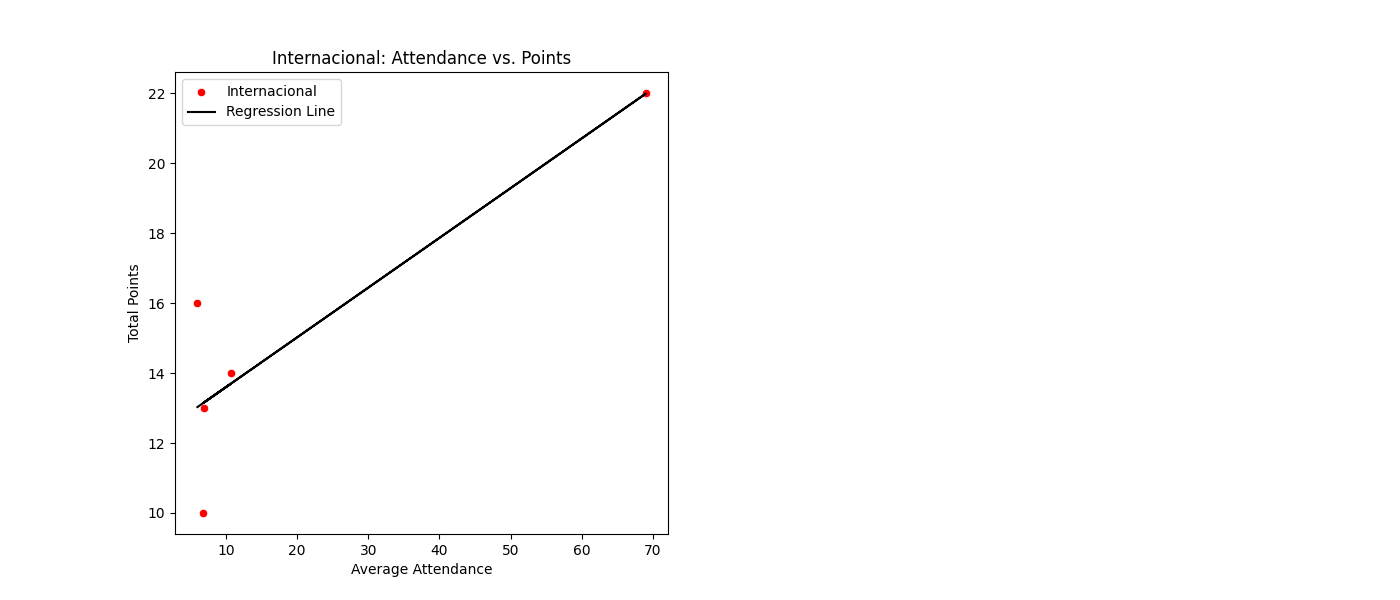 Internacional: Attendance vs. Points
Internacional
Regression Line
22
20
18
16
14
12
10
Total Points
10 20 30 40 50 60 70
Average Attendance